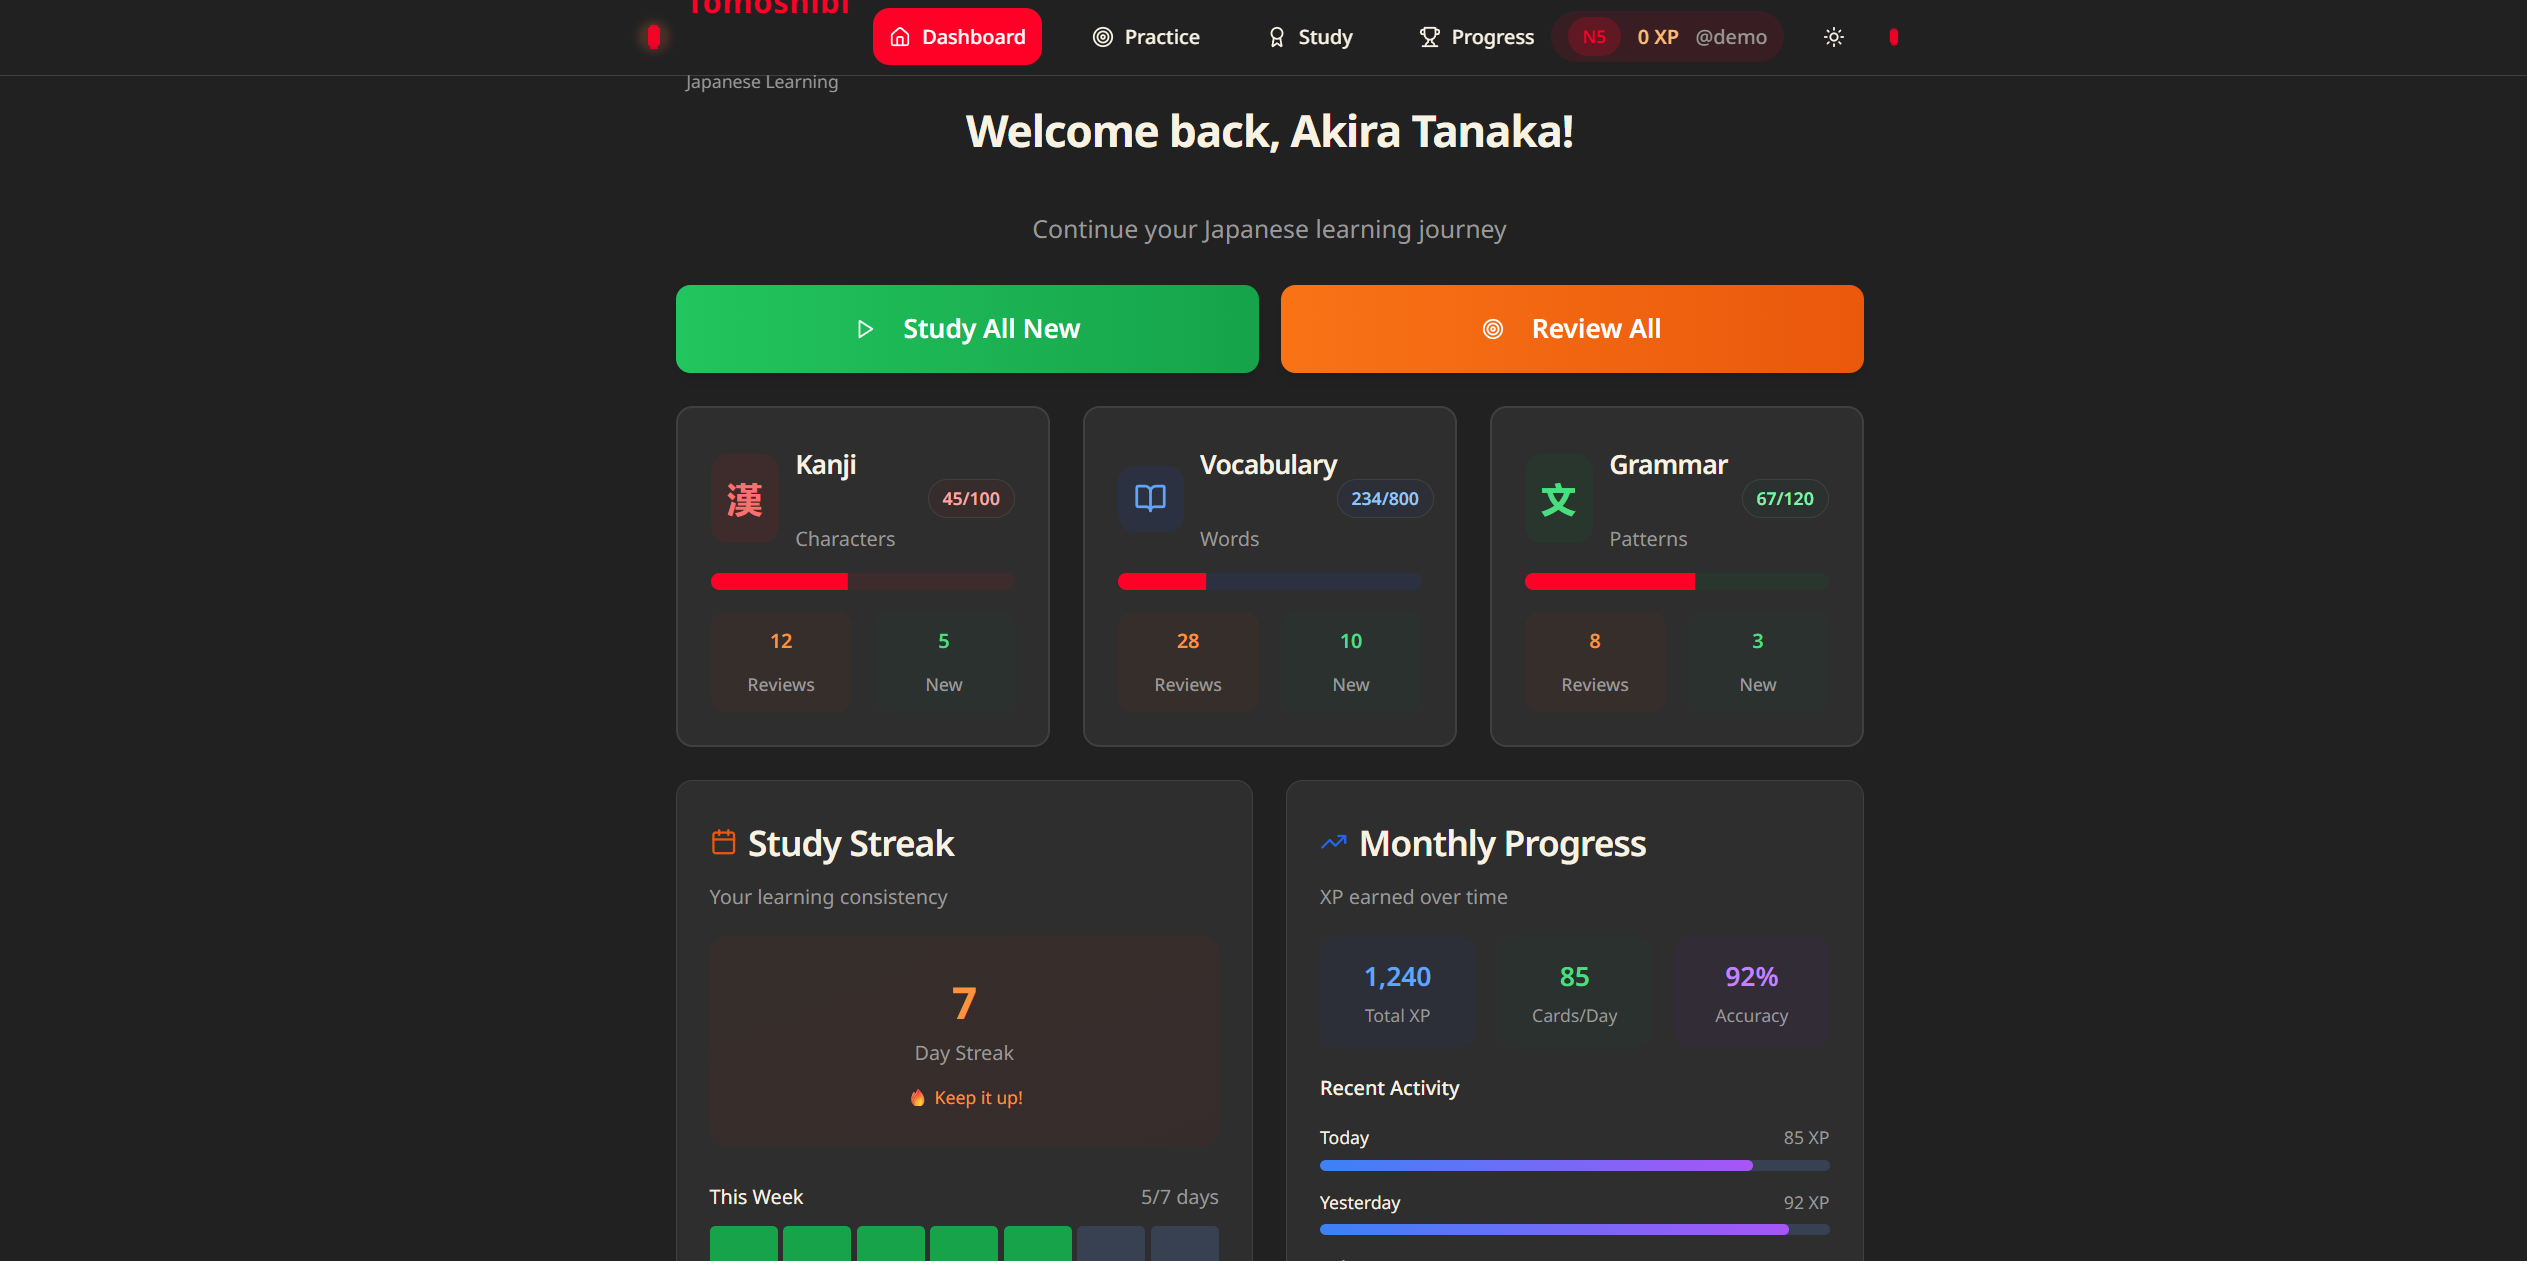 Tomoshibi
Japanese Learning
Dashboard
Practice
Study
Progress
N5
0 XP
@demo
Welcome back, Akira Tanaka!
Continue your Japanese learning journey
Study All New
Review All
漢
Kanji
Characters
45/100
12
Reviews
5
New
Vocabulary
Words
234/800
28
Reviews
10
New
文
Grammar
Patterns
67/120
8
Reviews
3
New
Study Streak
Your learning consistency
7
Day Streak
🔥 Keep it up!
This Week
5/7 days
Monthly Progress
XP earned over time
1,240
Total XP
85
Cards/Day
92%
Accuracy
Recent Activity
Today
85 XP
Yesterday
92 XP